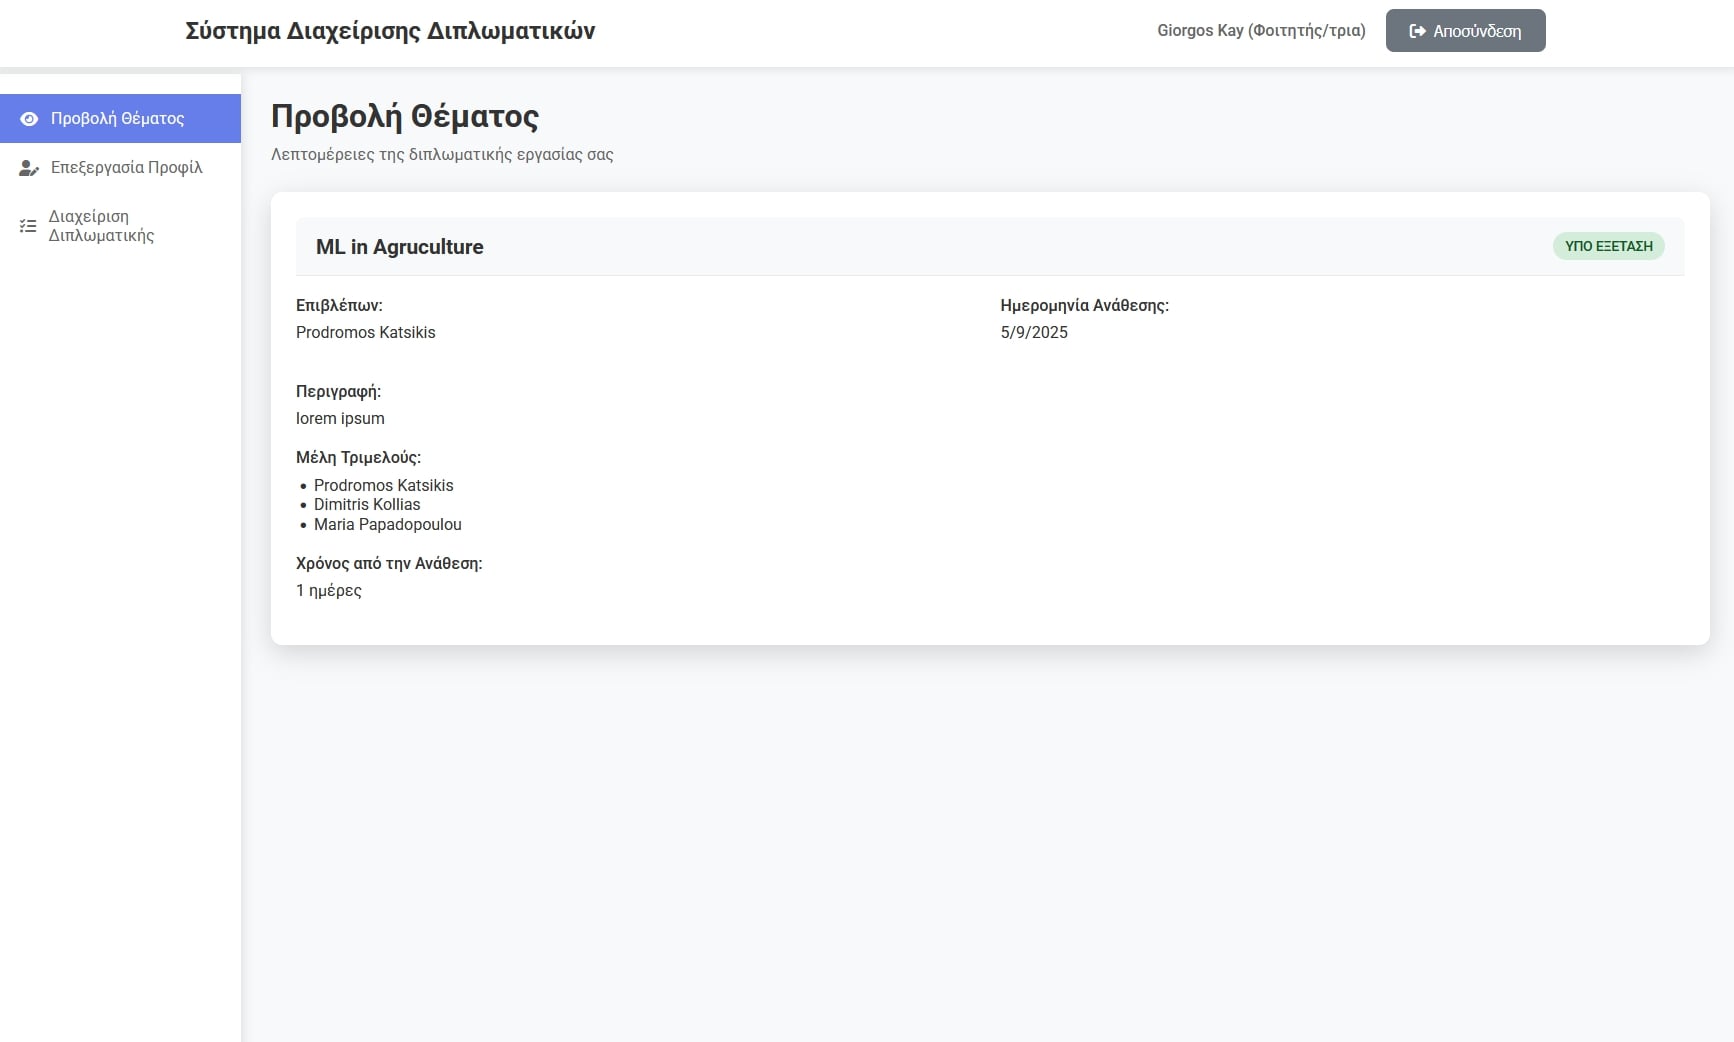 Σύστημα Διαχείρισης Διπλωματικών
Giorgos Kay (Φοιτητής/τρια)
Αποσύνδεση
Προβολή Θέματος
Επεξεργασία Προφίλ
Διαχείριση
Διπλωματικής
Προβολή Θέματος
Λεπτομέρειες της διπλωματικής εργασίας σας
ML in Agruculture
ΥΠΟ ΕΞΕΤΑΣΗ
Επιβλέπων:
Prodromos Katsikis
Ημερομηνία Ανάθεσης:
5/9/2025
Περιγραφή:
lorem ipsum
Μέλη Τριμελούς:
• Prodromos Katsikis
• Dimitris Kollias
• Maria Papadopoulou
Χρόνος από την Ανάθεση:
1 ημέρες